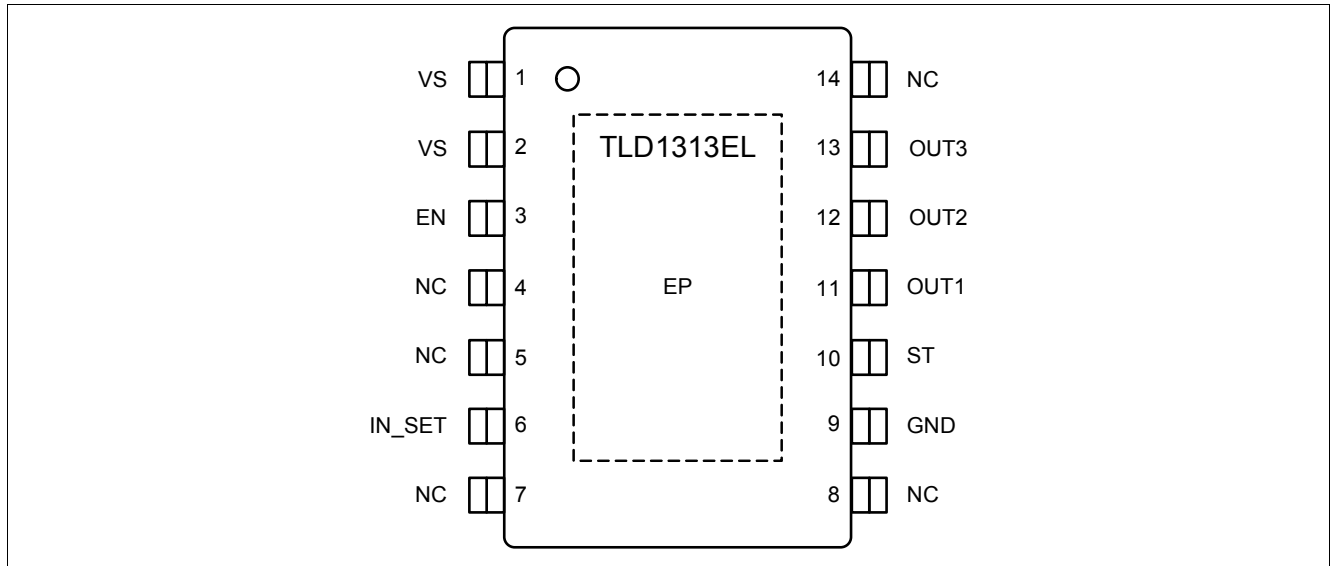 VS 1 14 NC
VS 2 TLD1313EL 13 OUT3
EN 3 12 OUT2
NC 4 EP 11 OUT1
NC 5 10 ST
IN_SET 6 9 GND
NC 7 8 NC